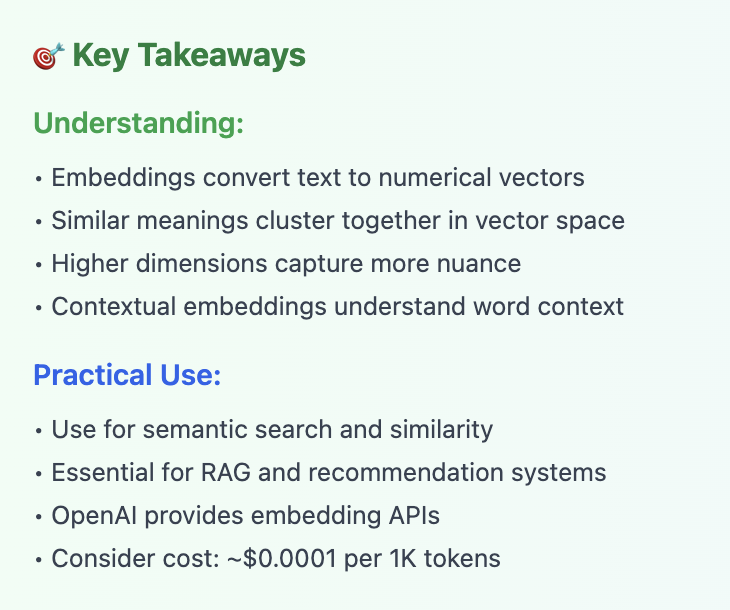 🎯 Key Takeaways
Understanding:
• Embeddings convert text to numerical vectors
• Similar meanings cluster together in vector space
• Higher dimensions capture more nuance
• Contextual embeddings understand word context
Practical Use:
• Use for semantic search and similarity
• Essential for RAG and recommendation systems
• OpenAI provides embedding APIs
• Consider cost: ~$0.0001 per 1K tokens